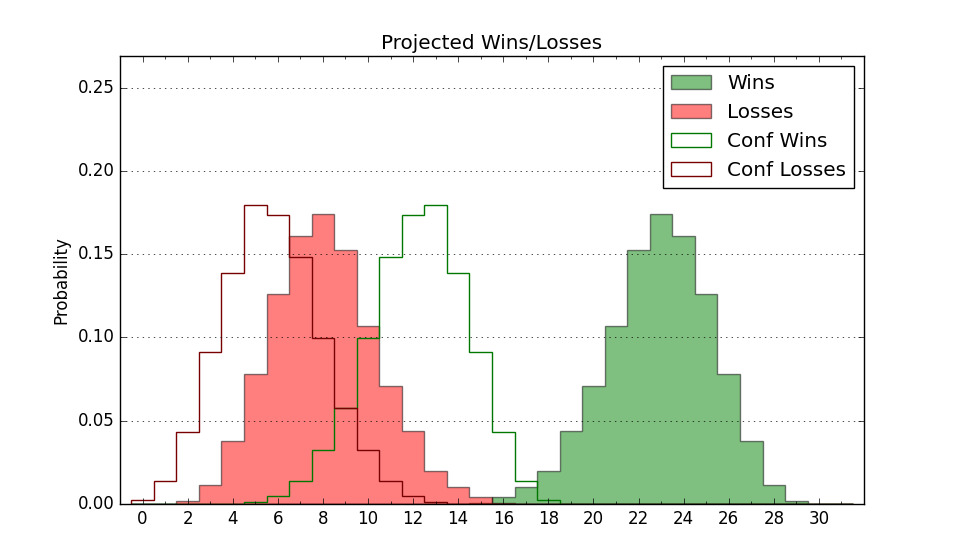 Projected Wins/Losses
Wins
Losses
Conf Wins
Conf Losses
Probability
0.25
0.20
0.15
0.10
0.05
0.00
0 2 4 6 8 10 12 14 16 18 20 22 24 26 28 30